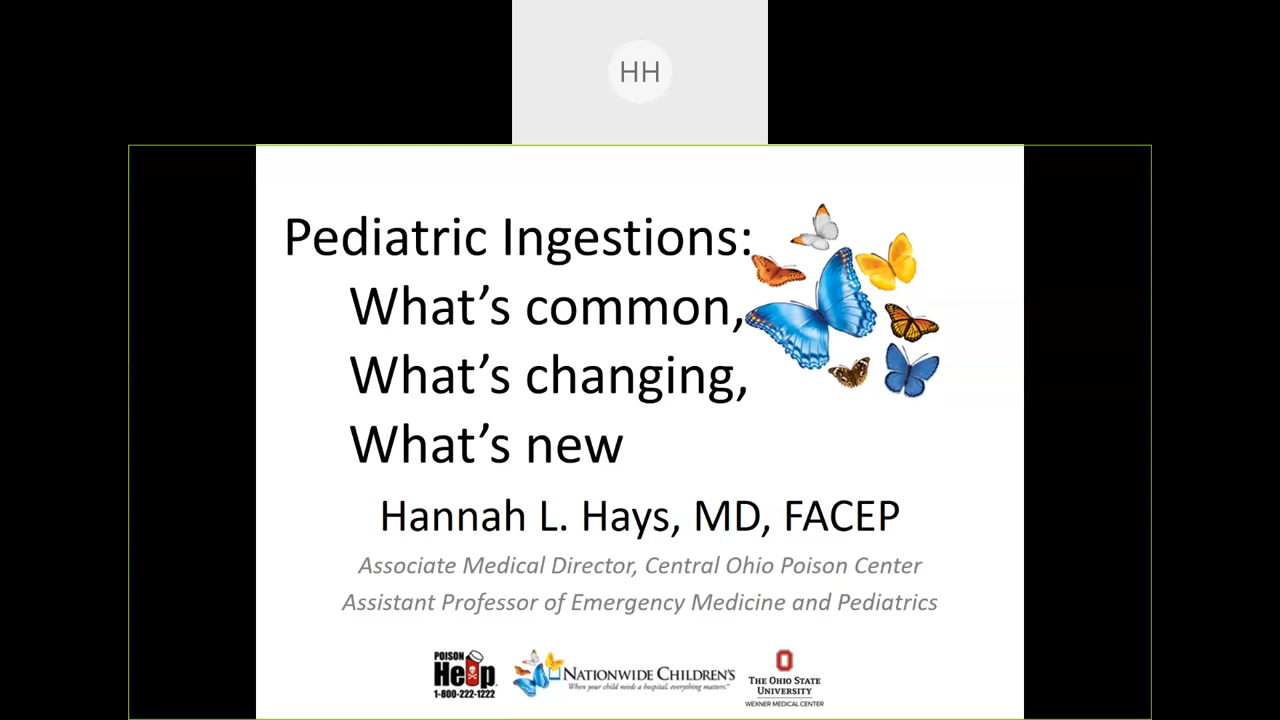 HH
Pediatric Ingestions:
What's common,
What's changing,
What's new
Hannah L. Hays, MD, FACEP
Associate Medical Director, Central Ohio Poison Center
Assistant Professor of Emergency Medicine and Pediatrics
POISON
Help
1-800-222-1222
NATIONWIDE CHILDREN'S
When your child needs a hospital, everything matters.™
THE OHIO STATE
UNIVERSITY
WEXNER MEDICAL CENTER